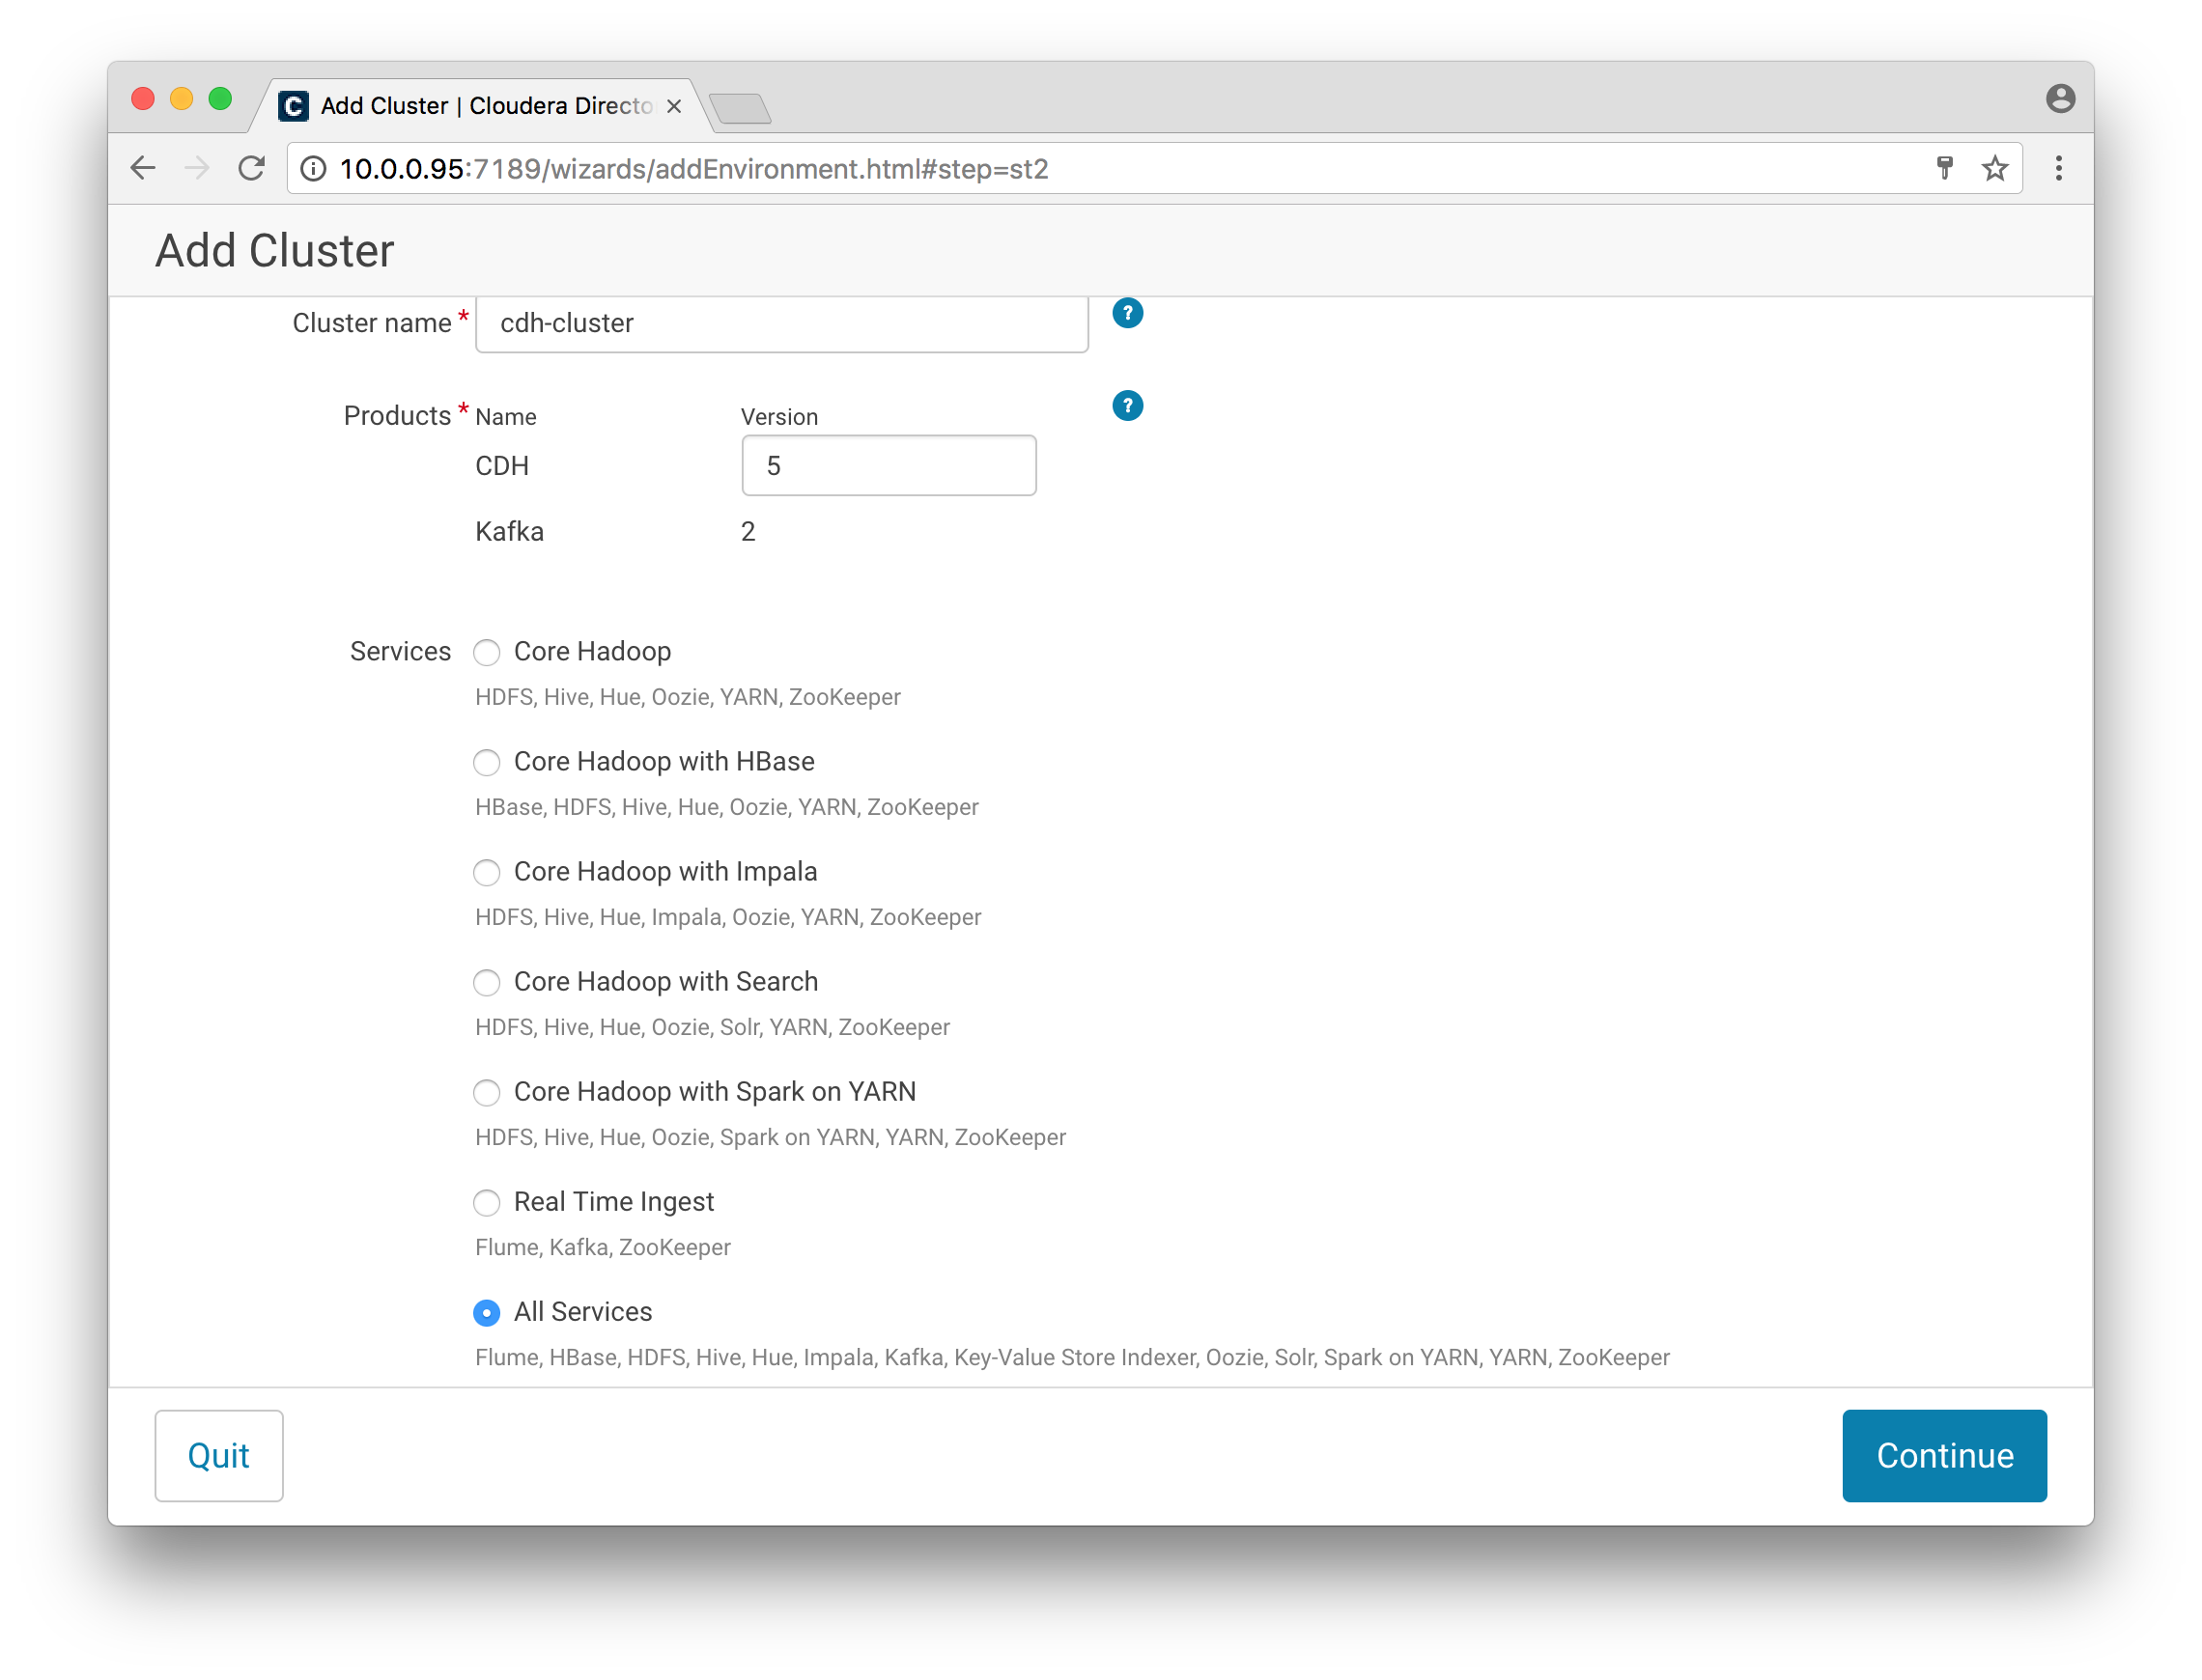 Add Cluster | Cloudera Directo
10.0.0.95:7189/wizards/addEnvironment.html#step=st2
Add Cluster
Cluster name * cdh-cluster ?
Products * Name Version ?
CDH 5
Kafka 2
Services Core Hadoop
HDFS, Hive, Hue, Oozie, YARN, ZooKeeper
Core Hadoop with HBase
HBase, HDFS, Hive, Hue, Oozie, YARN, ZooKeeper
Core Hadoop with Impala
HDFS, Hive, Hue, Impala, Oozie, YARN, ZooKeeper
Core Hadoop with Search
HDFS, Hive, Hue, Oozie, Solr, YARN, ZooKeeper
Core Hadoop with Spark on YARN
HDFS, Hive, Hue, Oozie, Spark on YARN, YARN, ZooKeeper
Real Time Ingest
Flume, Kafka, ZooKeeper
All Services
Flume, HBase, HDFS, Hive, Hue, Impala, Kafka, Key-Value Store Indexer, Oozie, Solr, Spark on YARN, YARN, ZooKeeper
Quit Continue